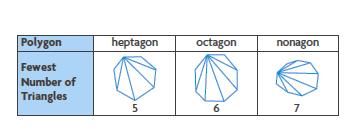 Polygon heptagon octagon nonagon
Fewest
Number of
Triangles
5 6 7